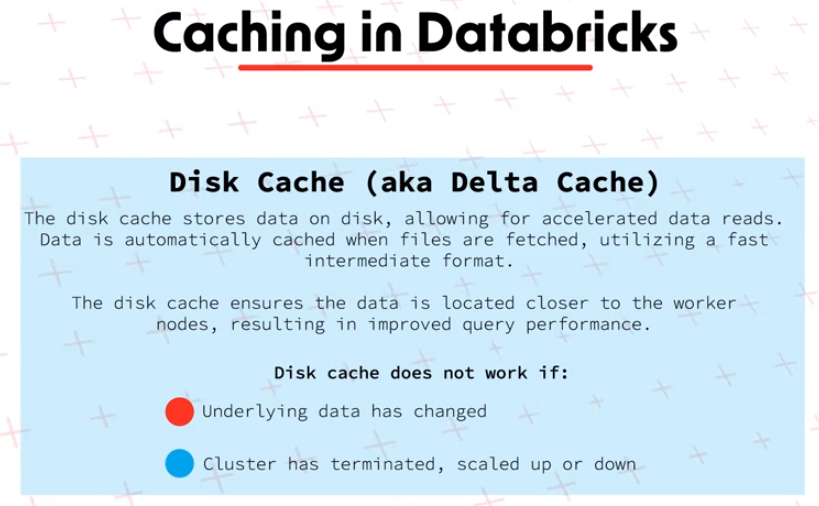 Caching in Databricks
Disk Cache (aka Delta Cache)
The disk cache stores data on disk, allowing for accelerated data reads.
Data is automatically cached when files are fetched, utilizing a fast
intermediate format.
The disk cache ensures the data is located closer to the worker
nodes, resulting in improved query performance.
Disk cache does not work if:
Underlying data has changed
Cluster has terminated, scaled up or down